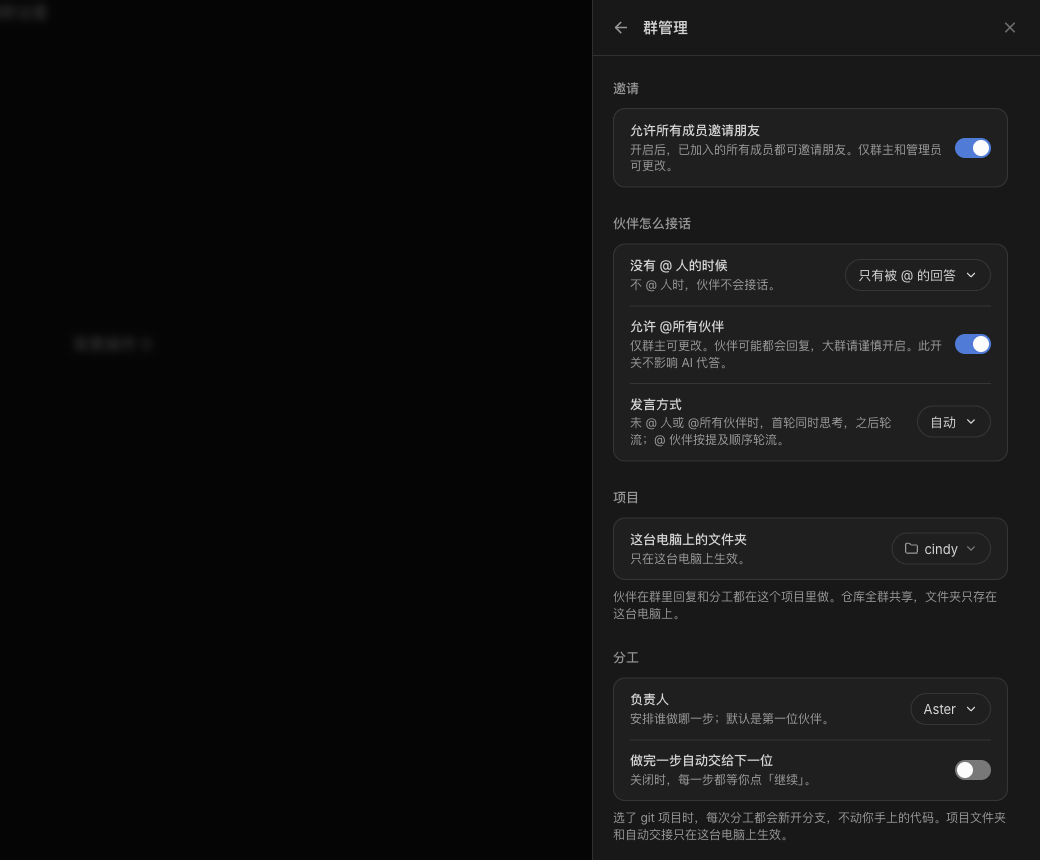 群管理
邀请
允许所有成员邀请朋友
开启后，已加入的所有成员都可邀请朋友。仅群主和管理员
可更改。
伙伴怎么接话
没有 @ 人的时候
不 @ 人时，伙伴不会接话。
只有被 @ 的回答
允许 @所有伙伴
仅群主可更改。伙伴可能都会回复，大群请谨慎开启。此开
关不影响 AI 代答。
发言方式
未 @ 人或 @所有伙伴时，首轮同时思考，之后轮
流；@ 伙伴按提及顺序轮流。
自动
项目
这台电脑上的文件夹
只在这台电脑上生效。
cindy
伙伴在群里回复和分工都在这个项目里做。仓库全群共享，文件夹只存在
这台电脑上。
分工
负责人
安排谁做哪一步；默认是第一位伙伴。
Aster
做完一步自动交给下一位
关闭时，每一步都等你点「继续」。
选了 git 项目时，每次分工都会新开分支，不动你手上的代码。项目文件夹
和自动交接只在这台电脑上生效。